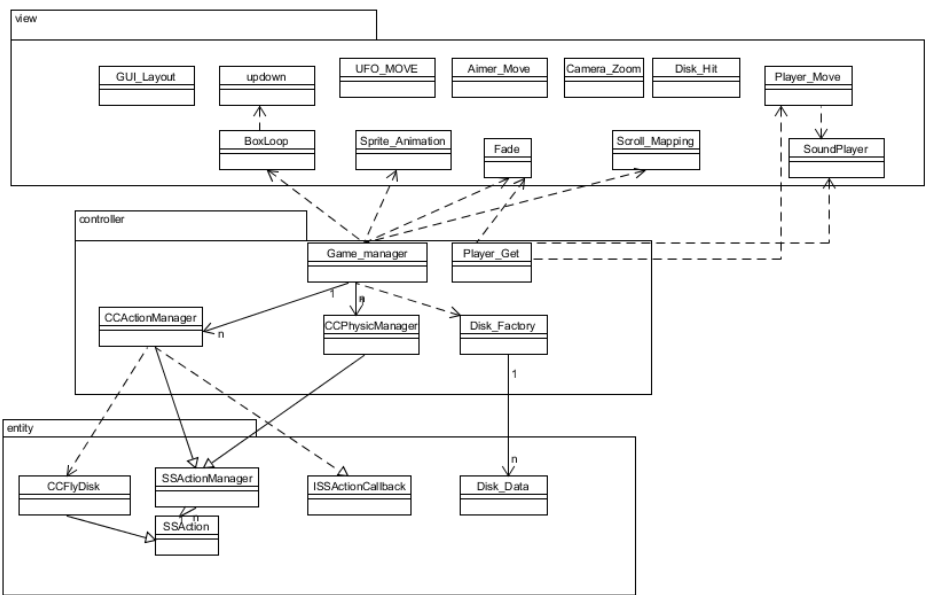 view
GUI_Layout
updown
UFO_MOVE
Aimer_Move
Camera_Zoom
Disk_Hit
Player_Move
BoxLoop
Sprite_Animation
Fade
Scroll_Mapping
SoundPlayer
controller
Game_manager
Player_Get
1
n
CCActionManager
n
CCPhysicManager
Disk_Factory
1
entity
n
CCFlyDisk
SSActionManager
ISSActionCallback
Disk_Data
n
SSAction